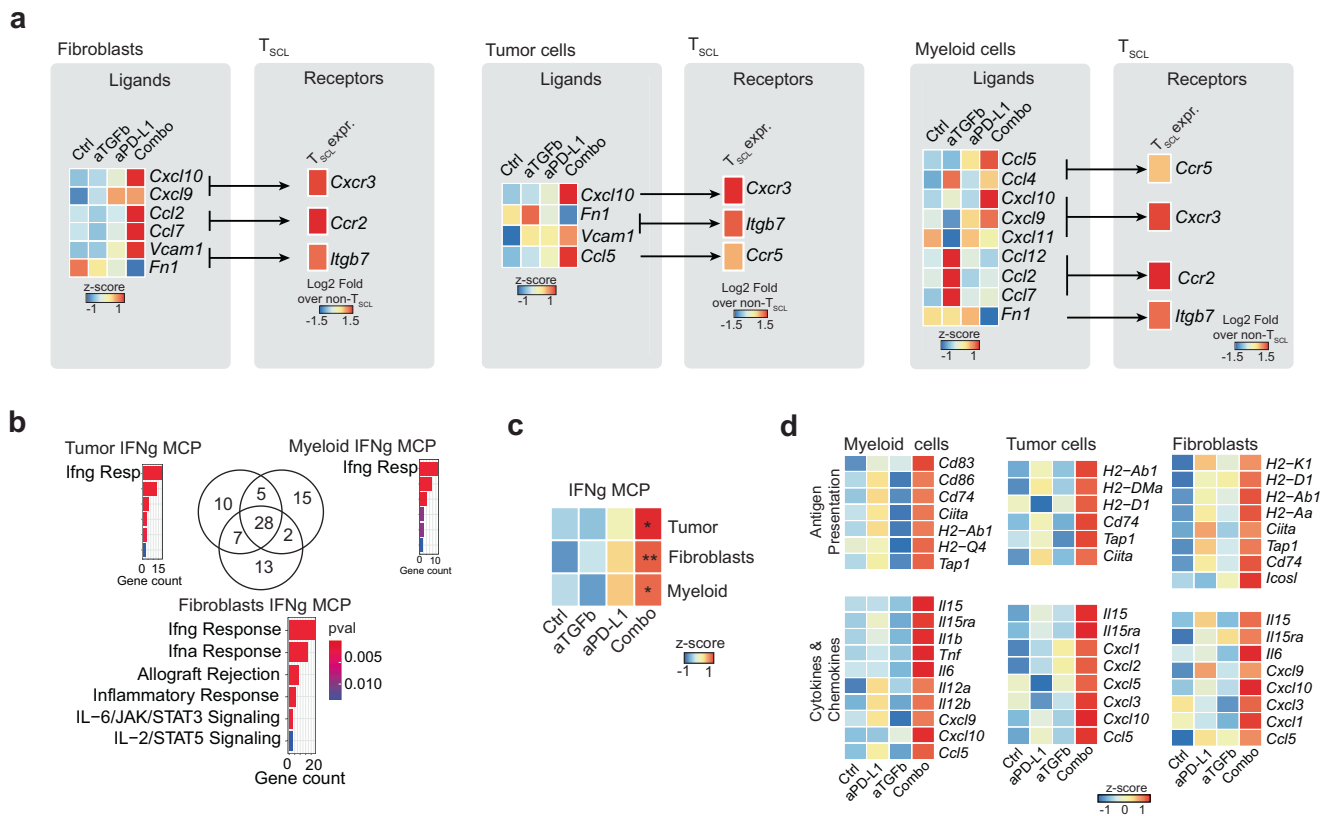 a
Fibroblasts
T SCL
Ligands
Receptors
Ctrl
aTGFb
aPD-L1
Combo
T SCL expr.
Cxcl10
Cxcl9
Ccl2
Ccl7
Vcam1
Fn1
Cxcr3
Ccr2
Itgb7
z-score
-1 1
Log2 Fold
over non-T SCL
-1.5 1.5
Tumor cells
T SCL
Ligands
Receptors
Ctrl
aTGFb
aPD-L1
Combo
T SCL expr.
Cxcl10
Fn1
Vcam1
Ccl5
Cxcr3
Itgb7
Ccr5
z-score
-1 1
Log2 Fold
over non-T SCL
-1.5 1.5
Myeloid cells
T SCL
Ligands
Receptors
Ctrl
aTGFb
aPD-L1
Combo
T SCL expr.
Ccl5
Ccl4
Cxcl10
Cxcl9
Cxcl11
Ccl12
Ccl2
Ccl7
Fn1
Ccr5
Cxcr3
Ccr2
Itgb7
z-score
-1 1
Log2 Fold
over non-T SCL
-1.5 1.5
b
Tumor IFNg MCP
Ifng Resp
0 15
Gene count
Myeloid IFNg MCP
Ifng Resp
0 10
Gene count
10
5
15
28
7
2
13
Fibroblasts IFNg MCP
Ifng Response
Ifna Response
Allograft Rejection
Inflammatory Response
IL-6/JAK/STAT3 Signaling
IL-2/STAT5 Signaling
0 20
Gene count
pval
0.005
0.010
c
IFNg MCP
* Tumor
** Fibroblasts
* Myeloid
Ctrl
aTGFb
aPD-L1
Combo
z-score
-1 1
d
Myeloid cells
Tumor cells
Fibroblasts
Antigen
Presentation
Cd83
Cd86
Cd74
Ciita
H2-Ab1
H2-Q4
Tap1
H2-Ab1
H2-DMa
H2-D1
Cd74
Tap1
Ciita
H2-K1
H2-D1
H2-Ab1
H2-Aa
Ciita
Tap1
Cd74
Icosl
Cytokines &
Chemokines
Il15
Il15ra
Il1b
Tnf
Il6
Il12a
Il12b
Cxcl9
Cxcl10
Ccl5
Il15
Il15ra
Cxcl1
Cxcl2
Cxcl5
Cxcl3
Cxcl10
Ccl5
Il15
Il15ra
Il6
Cxcl9
Cxcl10
Cxcl3
Cxcl1
Ccl5
Ctrl
aPD-L1
aTGFb
Combo
Ctrl
aPD-L1
aTGFb
Combo
Ctrl
aPD-L1
aTGFb
Combo
z-score
-1 0 1